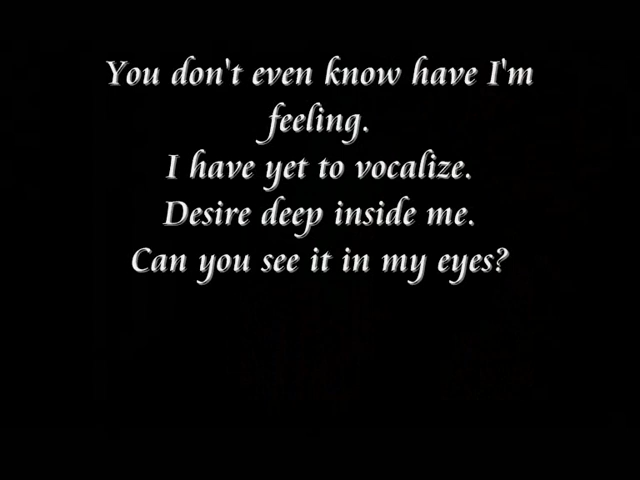 You don't even know have I'm
feeling.
I have yet to vocalize.
Desire deep inside me.
Can you see it in my eyes?